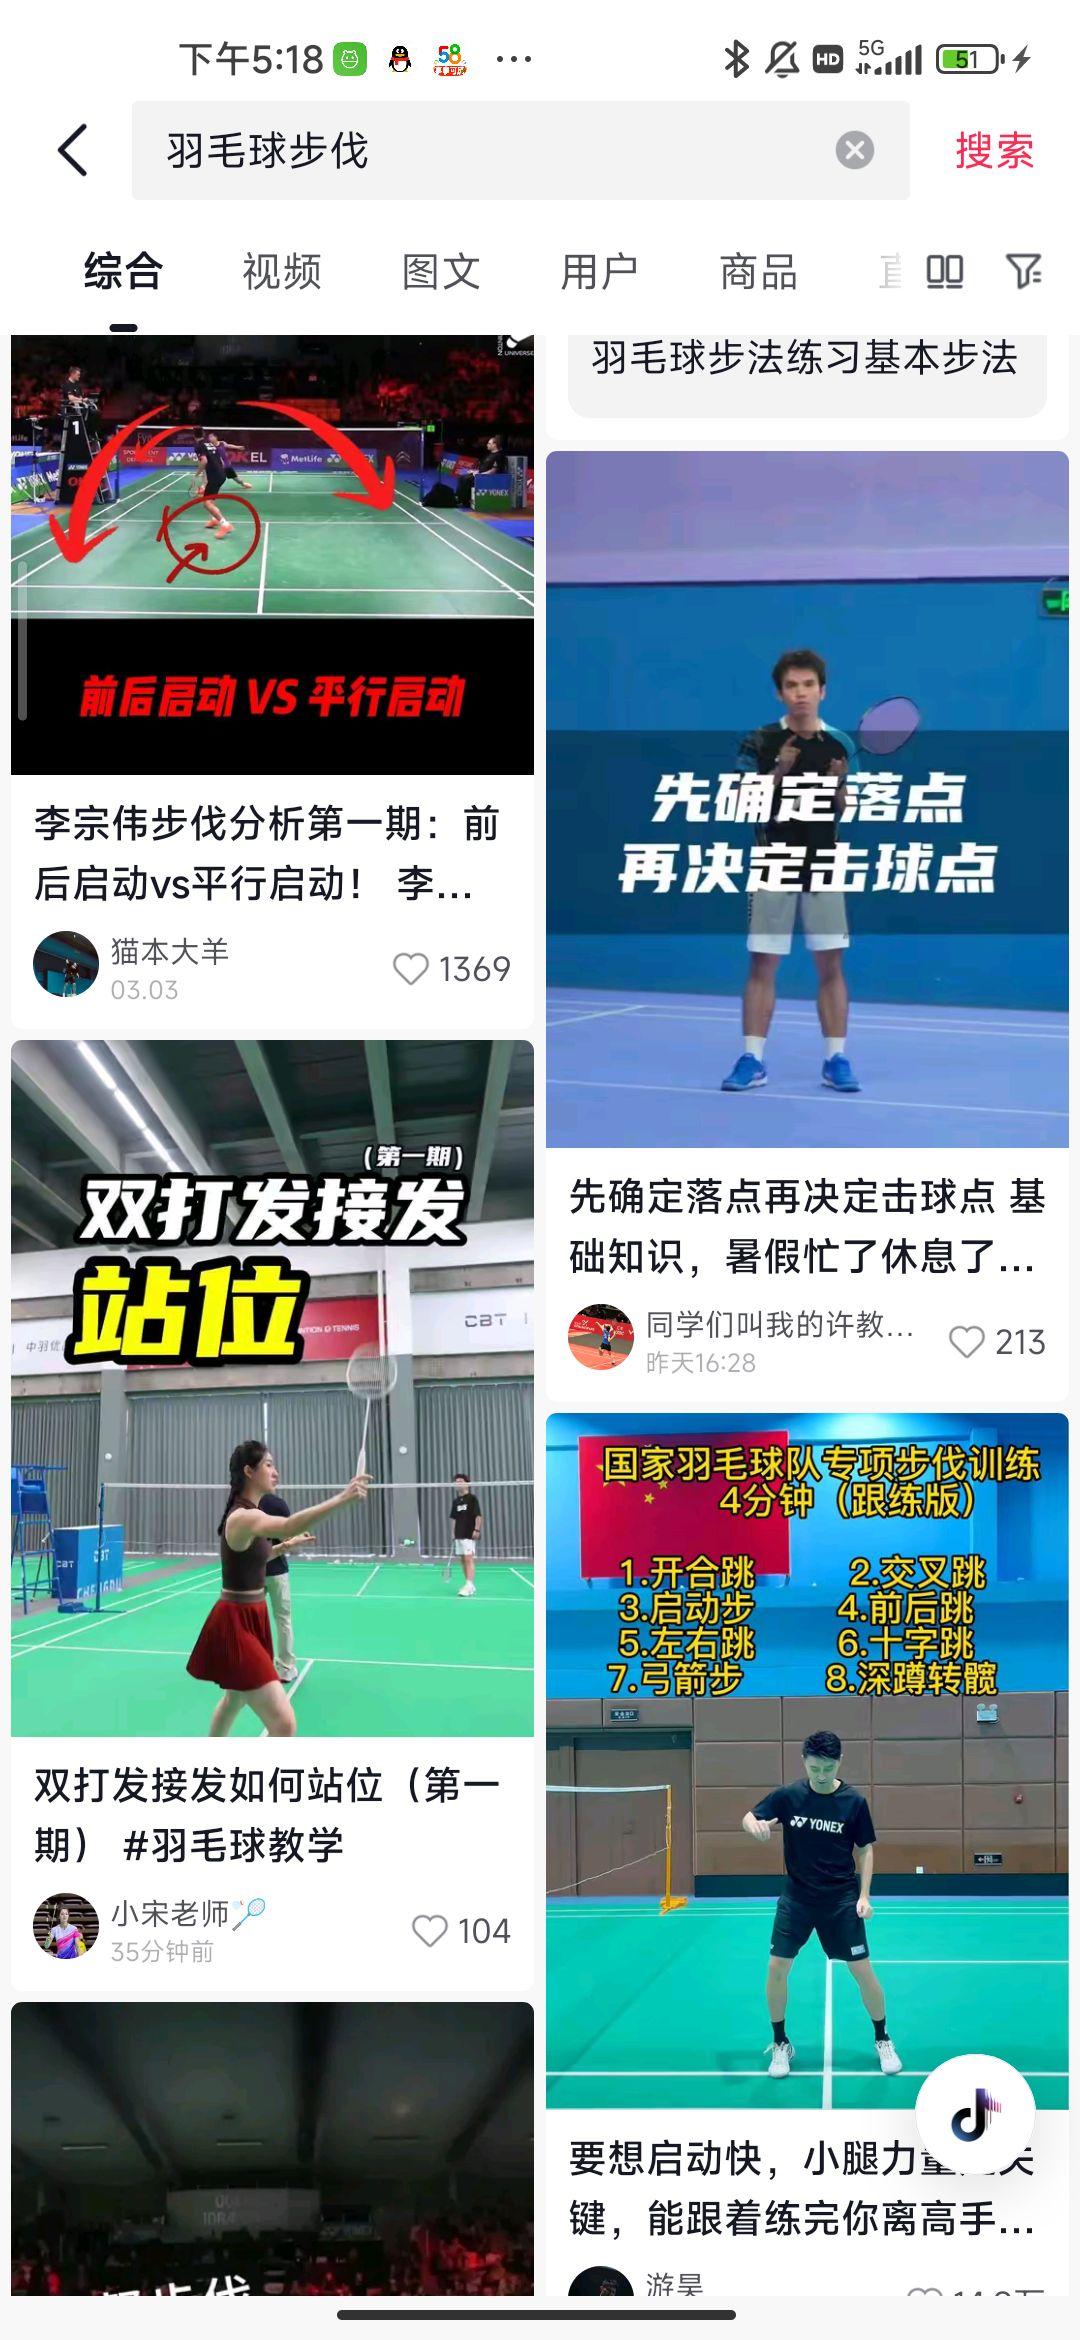 下午5:18
58
HD
5G
51
羽毛球步伐
搜索
综合
视频
图文
用户
商品
UNIVERSE
1
MetLife
YONEX
前后启动 VS 平行启动
李宗伟步伐分析第一期：前
后启动vs平行启动！ 李...
猫本大羊
03.03
1369
（第一期）
双打发接发
站位
CBT
双打发接发如何站位（第一
期） #羽毛球教学
小宋老师
35分钟前
104
羽毛球步法练习基本步法
先确定落点
再决定击球点
先确定落点再决定击球点 基
础知识，暑假忙了休息了...
同学们叫我的许教...
昨天16:28
213
国家羽毛球队专项步伐训练
4分钟（跟练版）
1.开合跳 2.交叉跳
3.启动步 4.前后跳
5.左右跳 6.十字跳
7.弓箭步 8.深蹲转髋
YONEX
要想启动快，小腿力
键，能跟着练完你离高手...
游昊